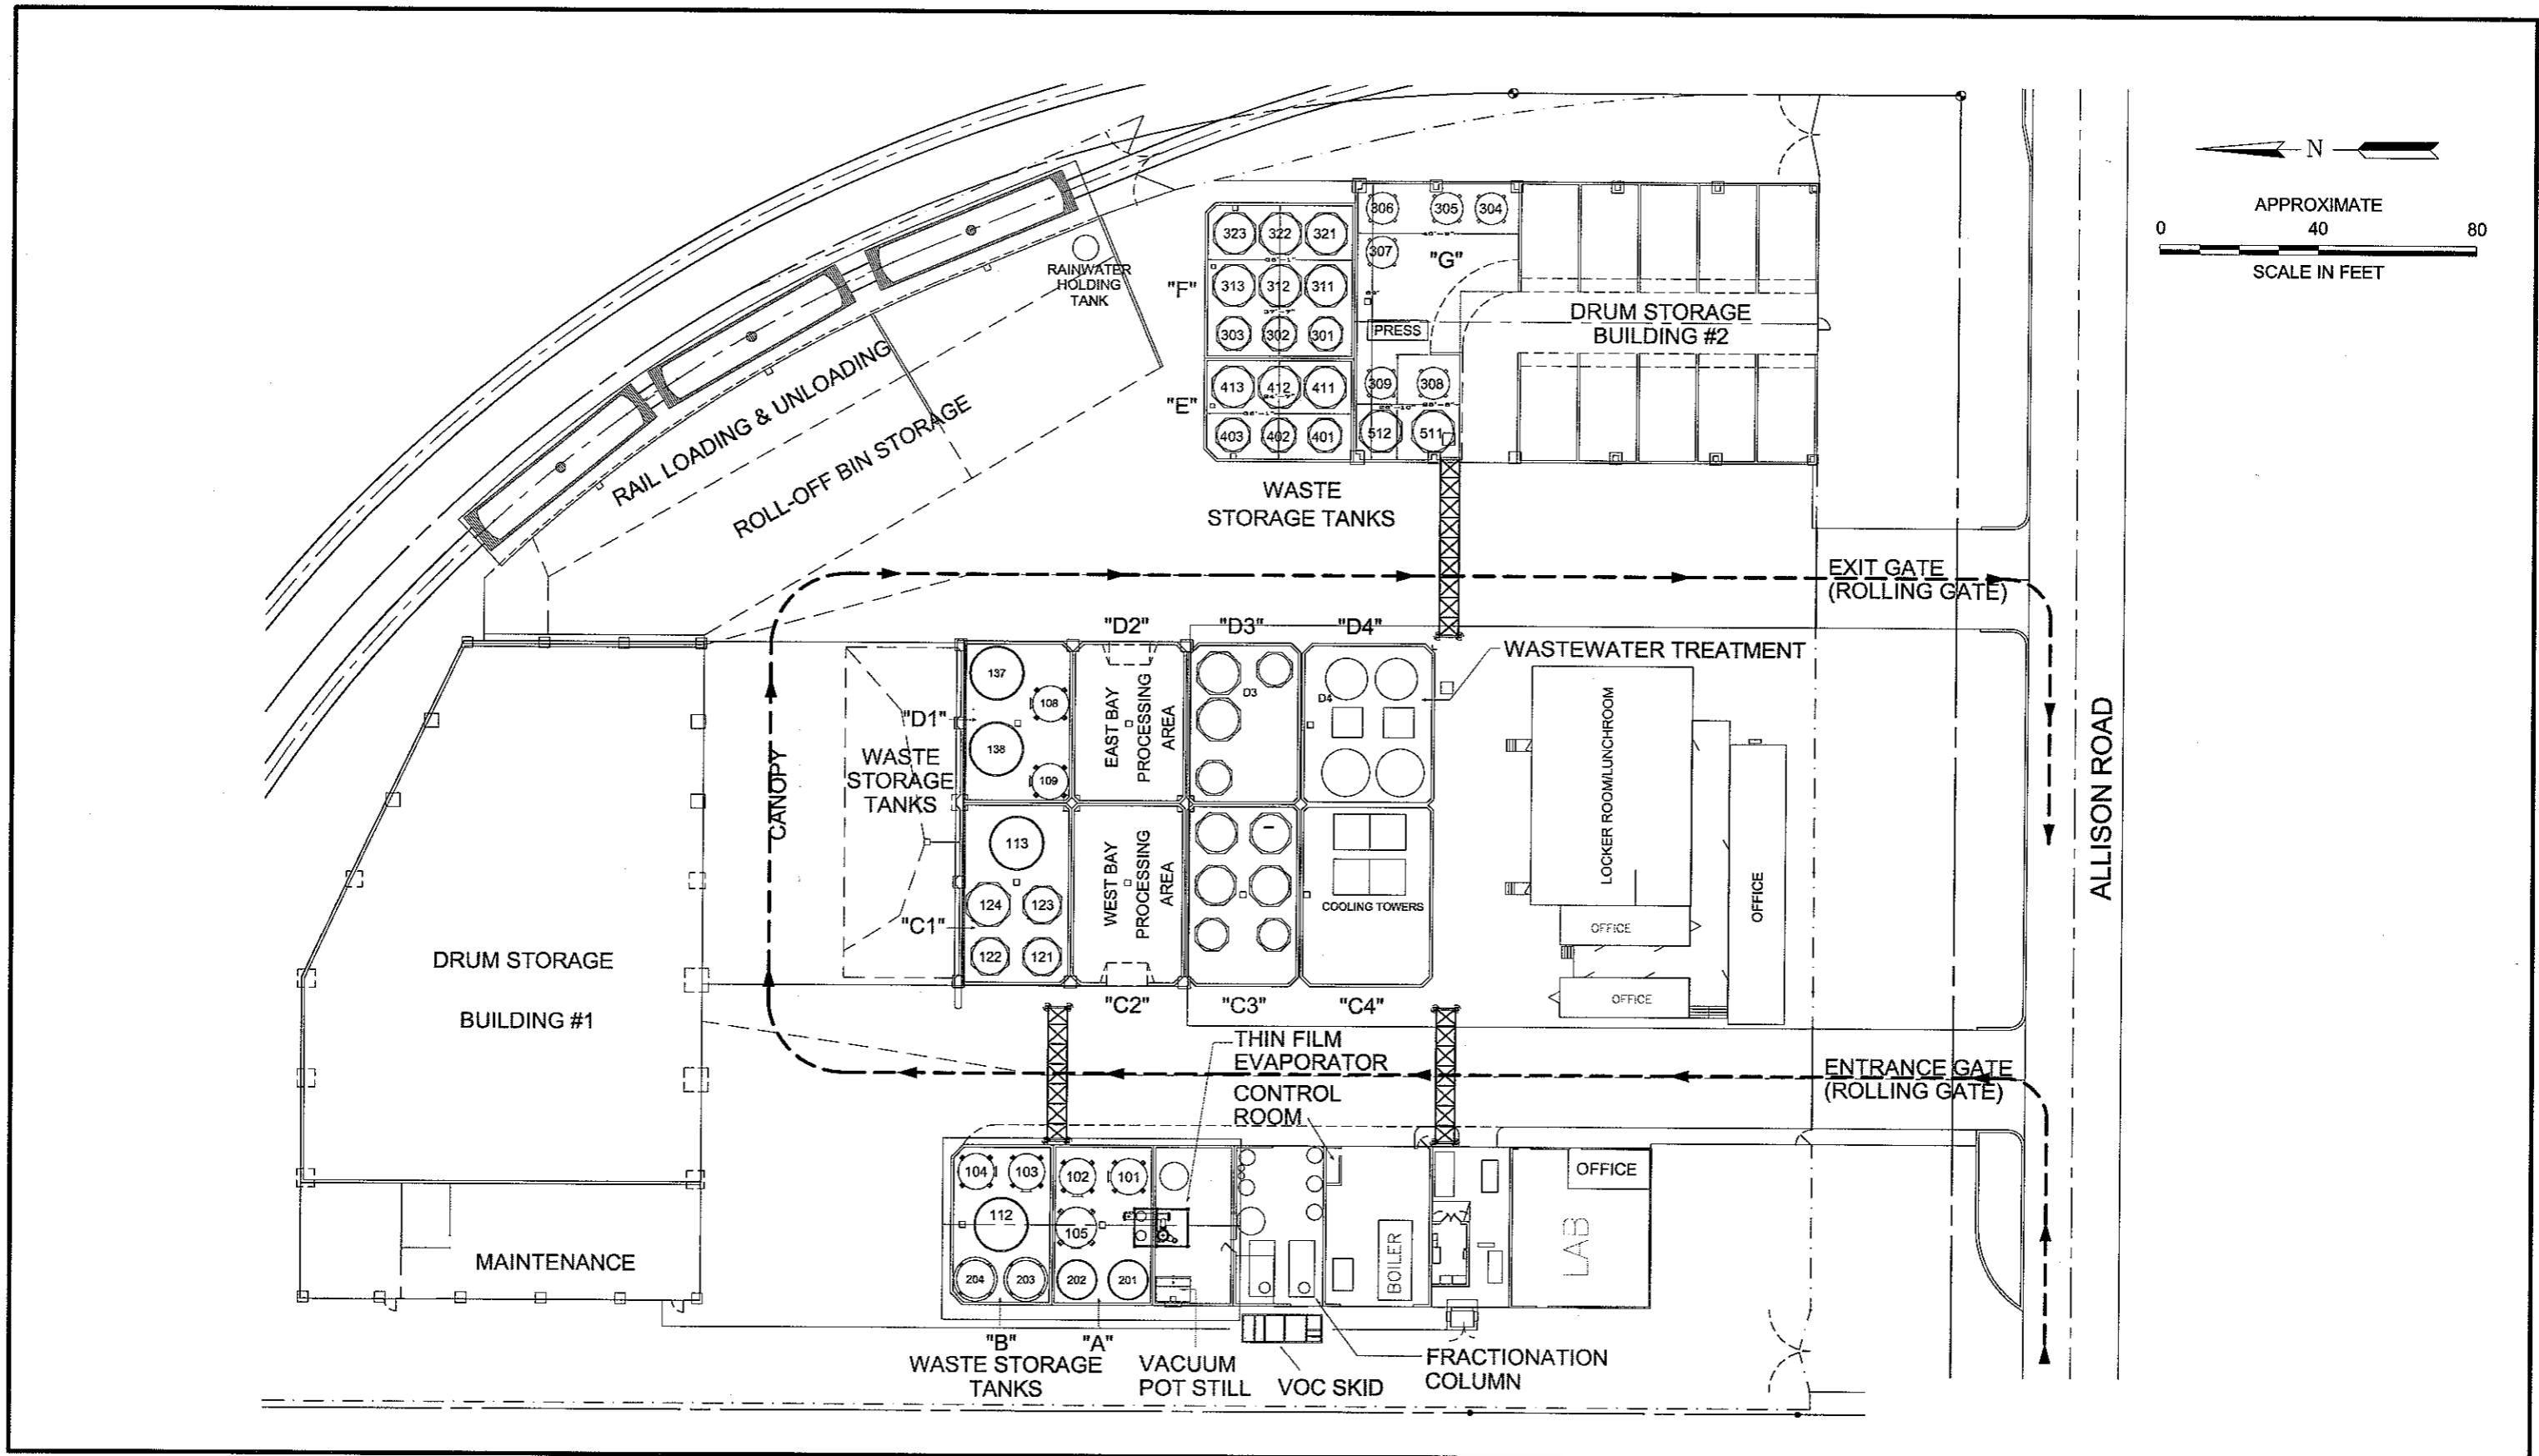 N
APPROXIMATE
0 40 80
SCALE IN FEET
RAINWATER
HOLDING
TANK
323 322 321
"F"
313 312 311
303 302 301
"E"
413 412 411
403 402 401
306 305 304
307
"G"
PRESS
309 308
512 511
DRUM STORAGE
BUILDING #2
RAIL LOADING & UNLOADING
ROLL-OFF BIN STORAGE
WASTE
STORAGE TANKS
EXIT GATE
(ROLLING GATE)
"D2" "D3" "D4"
WASTEWATER TREATMENT
137
108
"D1"
138
109
WASTE
STORAGE
TANKS
CANOPY
EAST BAY
PROCESSING
AREA
D3
D4
LOCKER ROOM/LUNCHROOM
ALLISON ROAD
113
124 123
"C1"
122 121
WEST BAY
PROCESSING
AREA
COOLING TOWERS
OFFICE
OFFICE
OFFICE
"C2" "C3" "C4"
DRUM STORAGE
BUILDING #1
THIN FILM
EVAPORATOR
CONTROL
ROOM
ENTRANCE GATE
(ROLLING GATE)
104 103 102 101
112
105
204 203 202 201
BOILER
OFFICE
LAB
MAINTENANCE
"B" "A"
WASTE STORAGE
TANKS
VACUUM
POT STILL
VOC SKID
FRACTIONATION
COLUMN